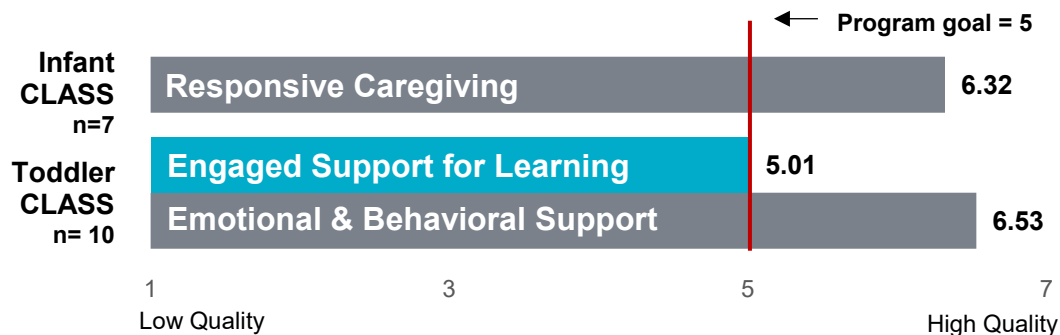 Program goal = 5
Infant
CLASS
n=7
Responsive Caregiving
6.32
Toddler
CLASS
n= 10
Engaged Support for Learning
5.01
Emotional & Behavioral Support
6.53
1
3
5
7
Low Quality
High Quality